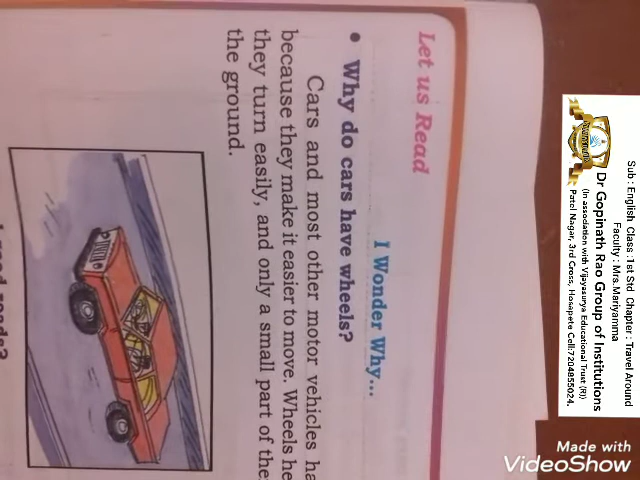 Sub : English Class : 1st Std Chapter : Travel Around
Faculty : Mrs.Mariyamma
Dr Gopinath Rao Group of Institutions
(In association with Vijayasurya Educational Trust (R))
Patel Nagar, 3rd Cross, Hosapete Cell:7204855024.
Let us Read
I Wonder Why...
• Why do cars have wheels?
Cars and most other motor vehicles ha
because they make it easier to move. Wheels he
they turn easily, and only a small part of the
the ground.
d good roads?
Made with
VideoShow